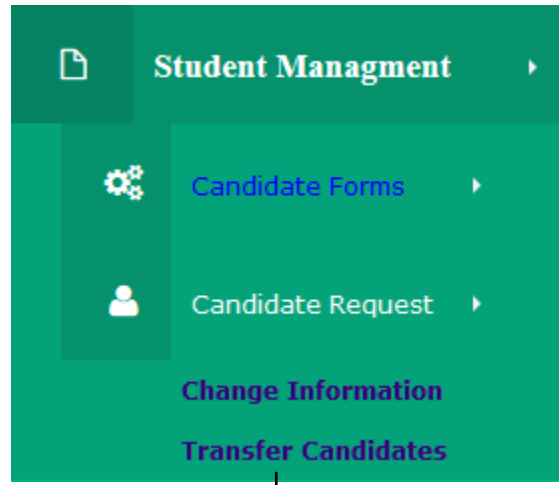 Student Managment
Candidate Forms
Candidate Request
Change Information
Transfer Candidates